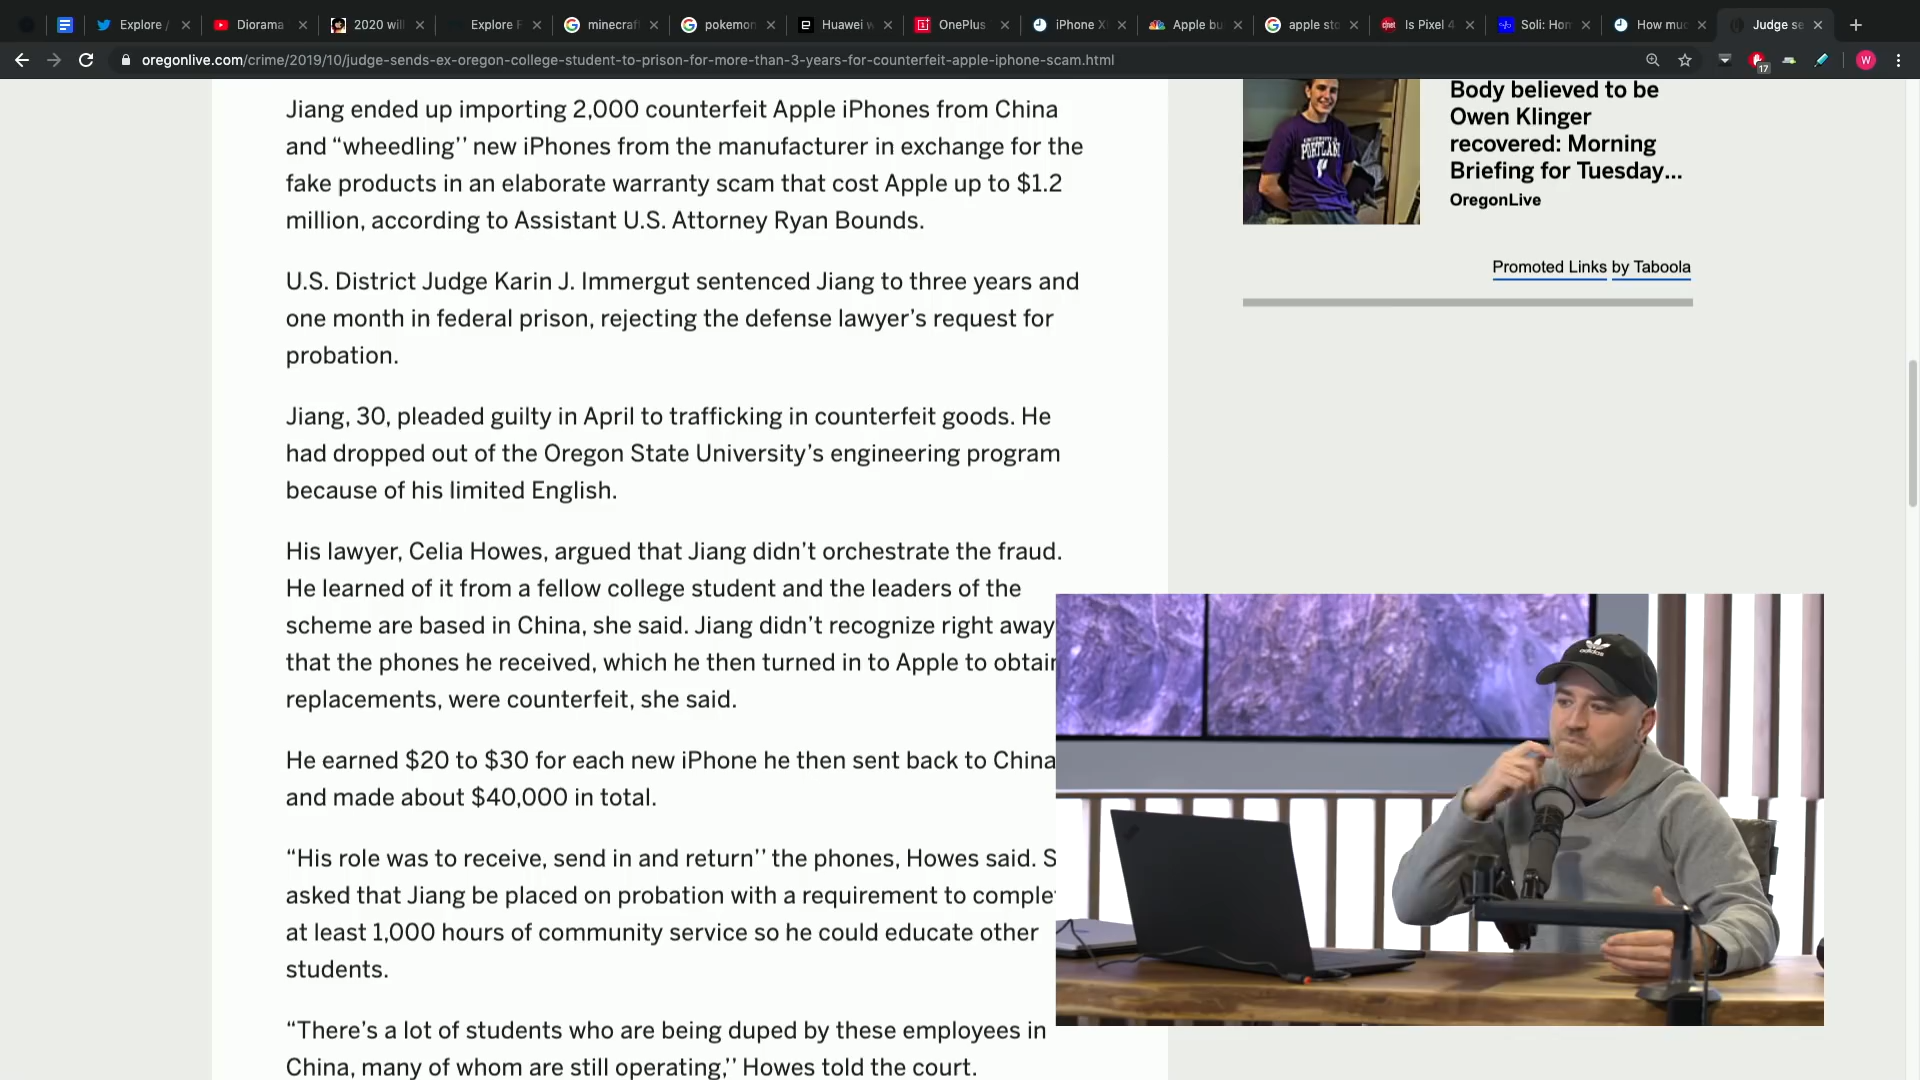 Explore /
Diorama
2020 wil
Explore F
minecraf
pokemon
Huawei
OnePlus
iPhone X
Apple bu
apple sto
Is Pixel 4
Soli: Hom
How muc
Judge se
oregonlive.com/crime/2019/10/judge-sends-ex-oregon-college-student-to-prison-for-more-than-3-years-for-counterfeit-apple-iphone-scam.html
17
W
Jiang ended up importing 2,000 counterfeit Apple iPhones from China
and “wheedling’’ new iPhones from the manufacturer in exchange for the
fake products in an elaborate warranty scam that cost Apple up to $1.2
million, according to Assistant U.S. Attorney Ryan Bounds.
U.S. District Judge Karin J. Immergut sentenced Jiang to three years and
one month in federal prison, rejecting the defense lawyer’s request for
probation.
Jiang, 30, pleaded guilty in April to trafficking in counterfeit goods. He
had dropped out of the Oregon State University’s engineering program
because of his limited English.
His lawyer, Celia Howes, argued that Jiang didn’t orchestrate the fraud.
He learned of it from a fellow college student and the leaders of the
scheme are based in China, she said. Jiang didn’t recognize right away
that the phones he received, which he then turned in to Apple to obtain
replacements, were counterfeit, she said.
He earned $20 to $30 for each new iPhone he then sent back to China
and made about $40,000 in total.
“His role was to receive, send in and return’’ the phones, Howes said. S
asked that Jiang be placed on probation with a requirement to comple
at least 1,000 hours of community service so he could educate other
students.
“There’s a lot of students who are being duped by these employees in
China, many of whom are still operating,’’ Howes told the court.
PORTLAND
Body believed to be
Owen Klinger
recovered: Morning
Briefing for Tuesday...
OregonLive
Promoted Links by Taboola
adidas